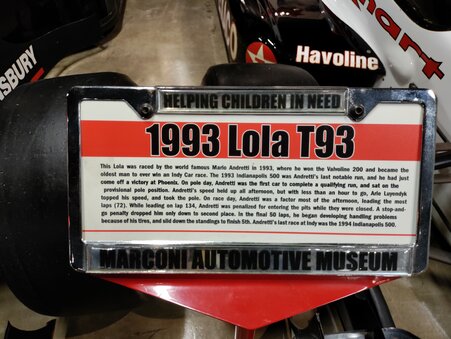 Havoline
mart
SBURY
HELPING CHILDREN IN NEED
1993 Lola T93
This Lola was raced by the world famous Mario Andretti in 1993, where he won the Valvoline 200 and became the
oldest man to ever win an Indy Car race. The 1993 Indianapolis 500 was Andretti's last notable run, and he had just
come off a victory at Phoenix. On pole day, Andretti was the first car to complete a qualifying run, and sat on the
provisional pole position. Andretti's speed held up all afternoon, but with less than an hour to go, Arie Luyendyk
topped his speed, and took the pole. On race day, Andretti was a factor most of the afternoon, leading the most
laps (72). While leading on lap 134, Andretti was penalized for entering the pits while they were closed. A stop-and-
go penalty dropped him only down to second place. In the final 50 laps, he began developing handling problems
because of his tires, and slid down the standings to finish 5th. Andretti's last race at Indy was the 1994 Indianapolis 500.
MARCONI AUTOMOTIVE MUSEUM